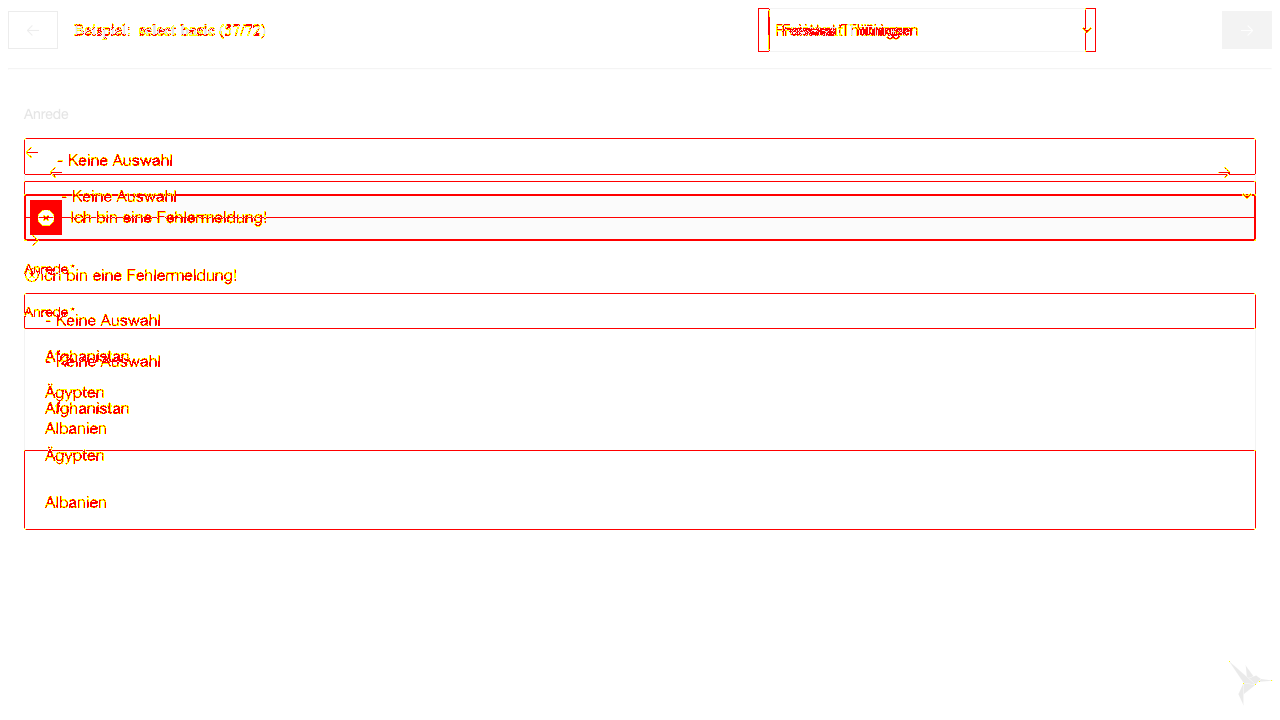 Beispiel: select basic (37/72)
Freistaat Thüringen
Anrede
- Keine Auswahl
- Keine Auswahl
Ich bin eine Fehlermeldung!
Anrede*
Ich bin eine Fehlermeldung!
Anrede*
- Keine Auswahl
Afghanistan
- Keine Auswahl
Ägypten
Afghanistan
Albanien
Ägypten
Albanien